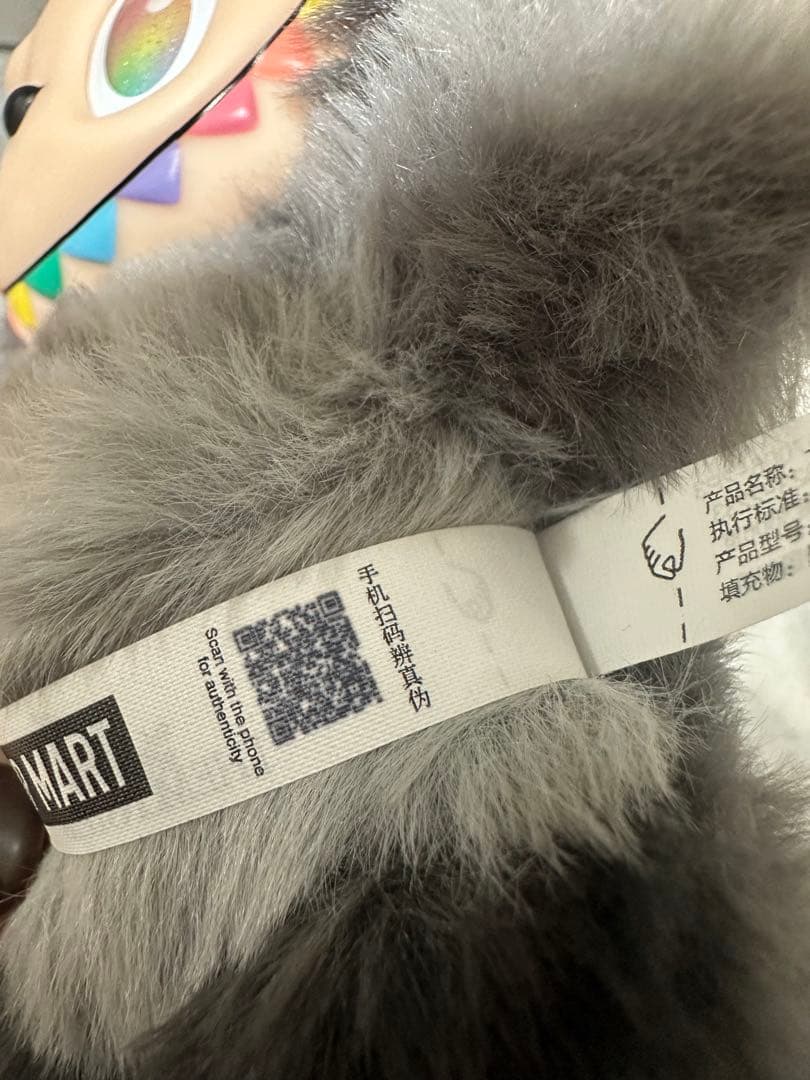 MART
Scan with the phone
for authenticity
手机扫码辨真伪
产品名称：
执行标准：
产品型号：
填充物：